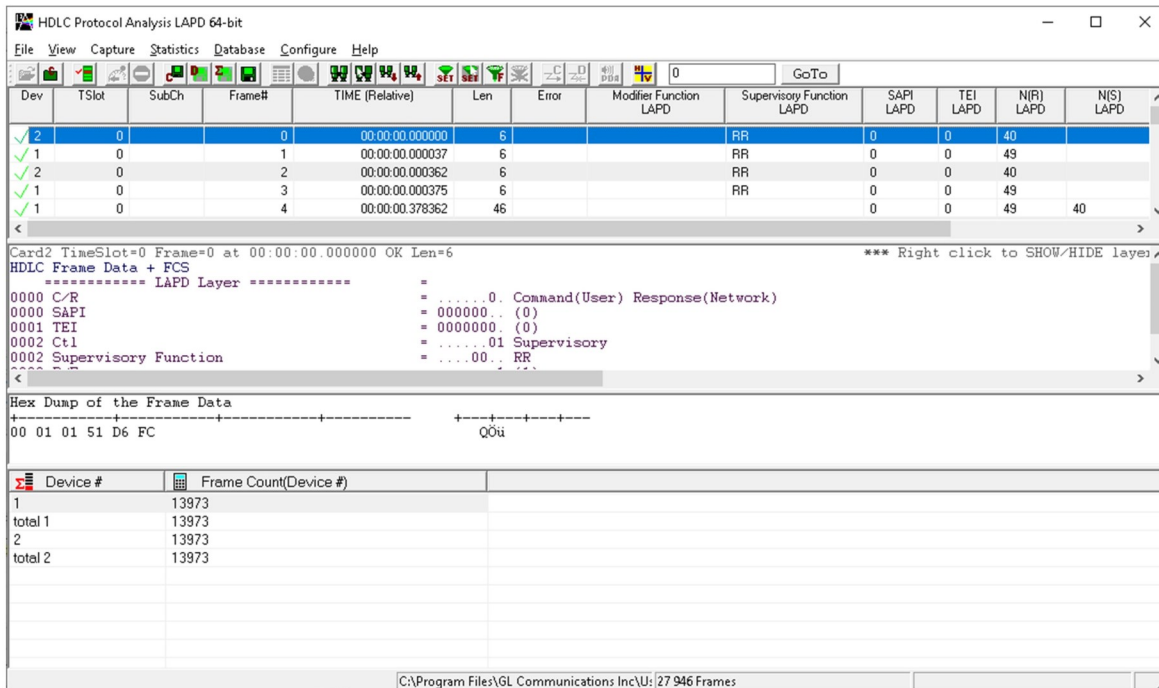 HDLC Protocol Analysis LAPD 64-bit
File View Capture Statistics Database Configure Help
0 GoTo
Dev TSlot SubCh Frame# TIME (Relative) Len Error Modifier Function LAPD Supervisory Function LAPD SAPI LAPD TEI LAPD N(R) LAPD N(S) LAPD
2 0 0 00:00:00.000000 6 RR 0 0 40
1 0 1 00:00:00.000037 6 RR 0 0 49
2 0 2 00:00:00.000362 6 RR 0 0 40
1 0 3 00:00:00.000375 6 RR 0 0 49
1 0 4 00:00:00.378362 46 0 0 49 40
Card2 TimeSlot=0 Frame=0 at 00:00:00.000000 OK Len=6 *** Right click to SHOW/HIDE layer
HDLC Frame Data + FCS
============ LAPD Layer ============ =
0000 C/R = ......0. Command(User) Response(Network)
0000 SAPI = 000000.. (0)
0001 TEI = 0000000. (0)
0002 Ctl = ......01 Supervisory
0002 Supervisory Function = ....00.. RR
Hex Dump of the Frame Data
+-----------+-----------+-----------+---------- +---+---+---+---
00 01 01 51 D6 FC QÖü
Device # Frame Count(Device #)
1 13973
total 1 13973
2 13973
total 2 13973
C:\Program Files\GL Communications Inc\U: 27 946 Frames